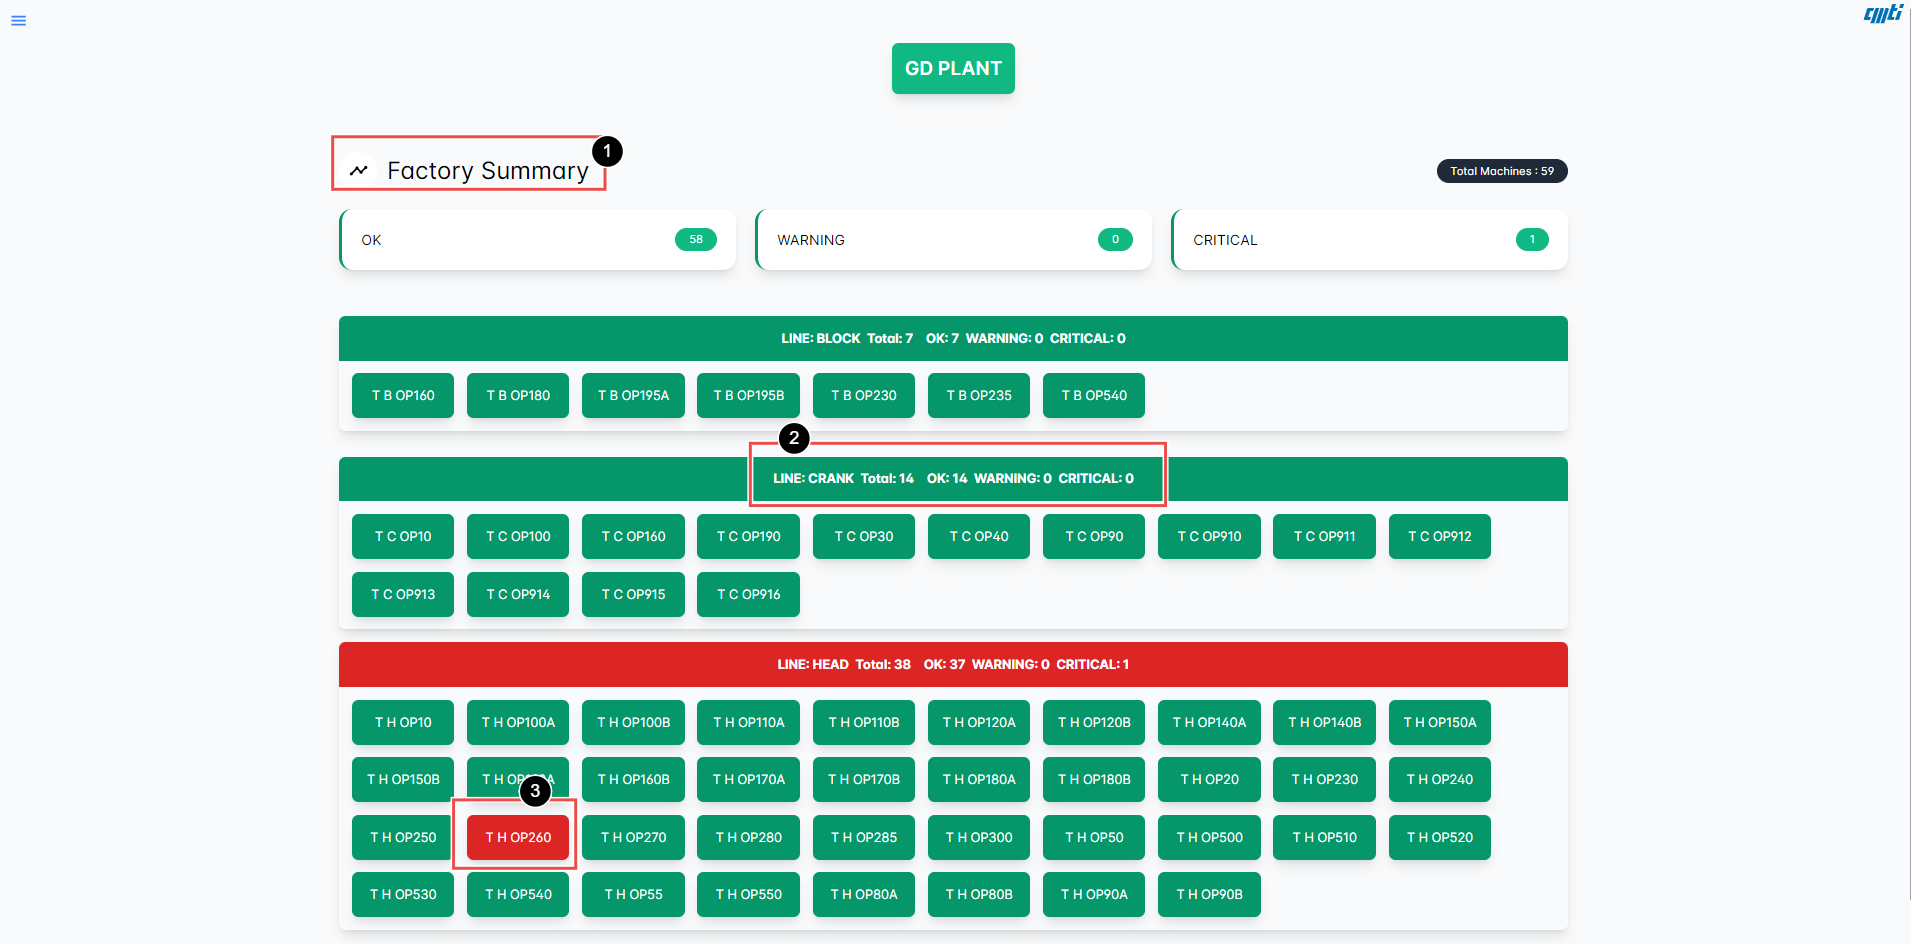 cmti
GD PLANT
1
Factory Summary
Total Machines : 59
OK 58 WARNING 0 CRITICAL 1
LINE: BLOCK Total: 7 OK: 7 WARNING: 0 CRITICAL: 0
T B OP160 T B OP180 T B OP195A T B OP195B T B OP230 T B OP235 T B OP540
2
LINE: CRANK Total: 14 OK: 14 WARNING: 0 CRITICAL: 0
T C OP10 T C OP100 T C OP160 T C OP190 T C OP30 T C OP40 T C OP90 T C OP910 T C OP911 T C OP912
T C OP913 T C OP914 T C OP915 T C OP916
LINE: HEAD Total: 38 OK: 37 WARNING: 0 CRITICAL: 1
T H OP10 T H OP100A T H OP100B T H OP110A T H OP110B T H OP120A T H OP120B T H OP140A T H OP140B T H OP150A
T H OP150B T H T H OP160B T H OP170A T H OP170B T H OP180A T H OP180B T H OP20 T H OP230 T H OP240
3
T H OP250 T H OP260 T H OP270 T H OP280 T H OP285 T H OP300 T H OP50 T H OP500 T H OP510 T H OP520
T H OP530 T H OP540 T H OP55 T H OP550 T H OP80A T H OP80B T H OP90A T H OP90B